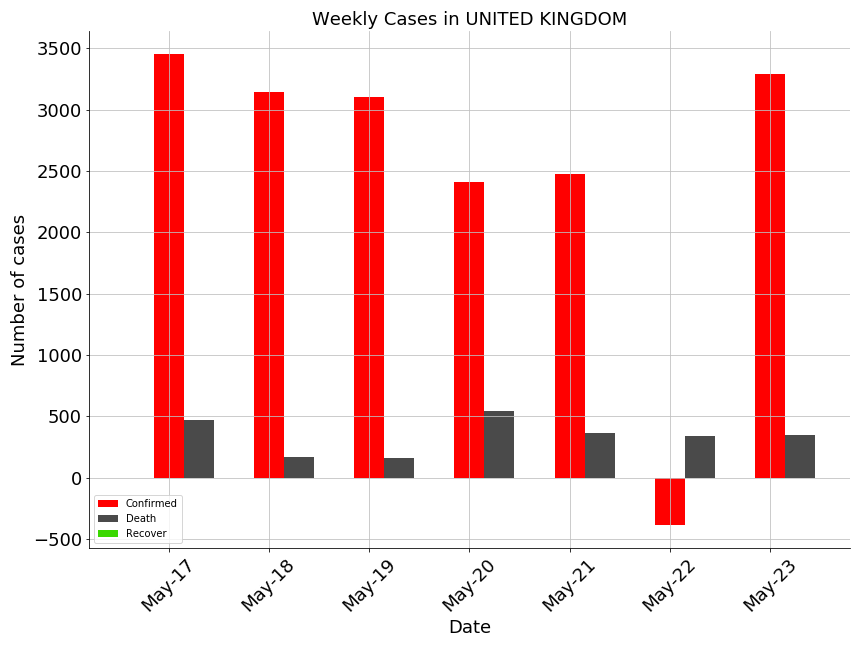 Weekly Cases in UNITED KINGDOM
Number of cases
3500
3000
2500
2000
1500
1000
500
0
−500
Confirmed
Death
Recover
May-17
May-18
May-19
May-20
May-21
May-22
May-23
Date